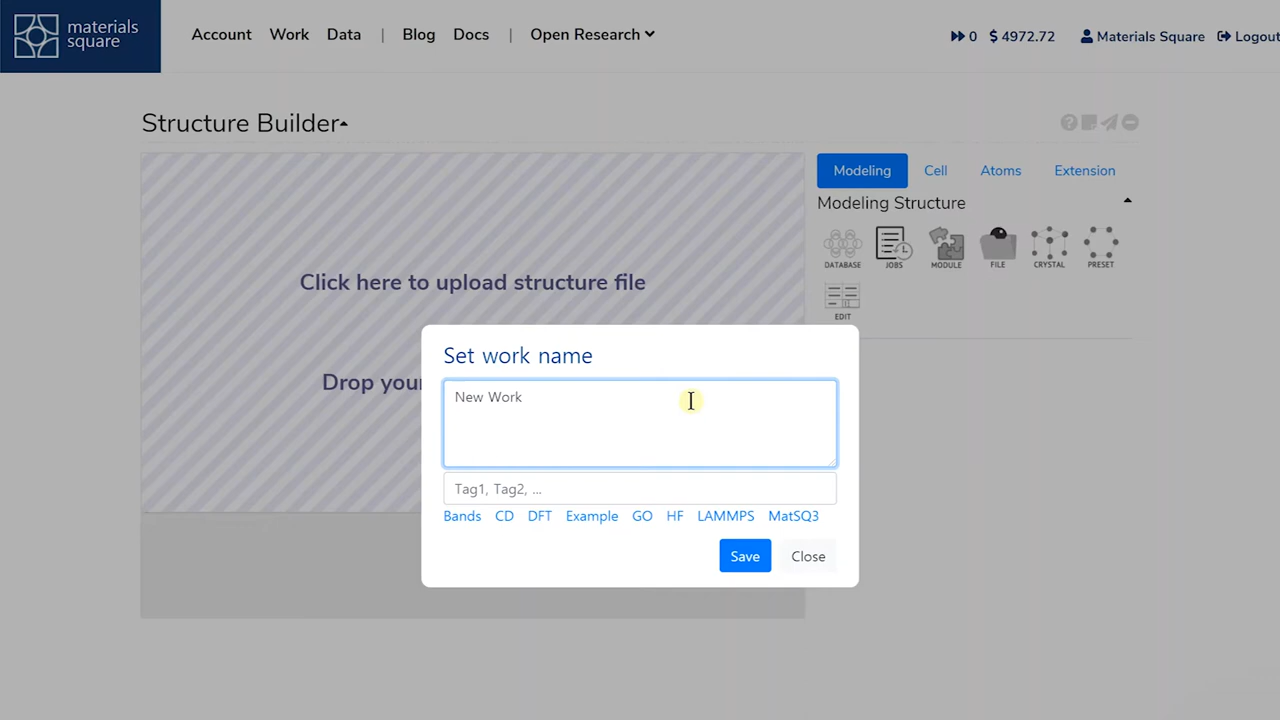 materials
square
Account Work Data | Blog Docs | Open Research
0 $ 4972.72 Materials Square Logout
Structure Builder
Modeling Cell Atoms Extension
Modeling Structure
DATABASE JOBS MODULE FILE CRYSTAL PRESET
EDIT
Click here to upload structure file
Drop your
Set work name
New Work
Tag1, Tag2, ...
Bands CD DFT Example GO HF LAMMPS MatSQ3
Save Close